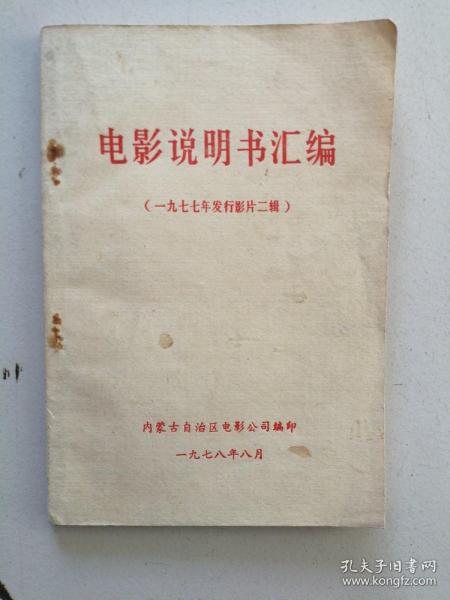 电影说明书汇编
（一九七七年发行影片二辑）
内蒙古自治区电影公司编印
一九七八年八月
孔夫子旧书网
www.kongfz.com